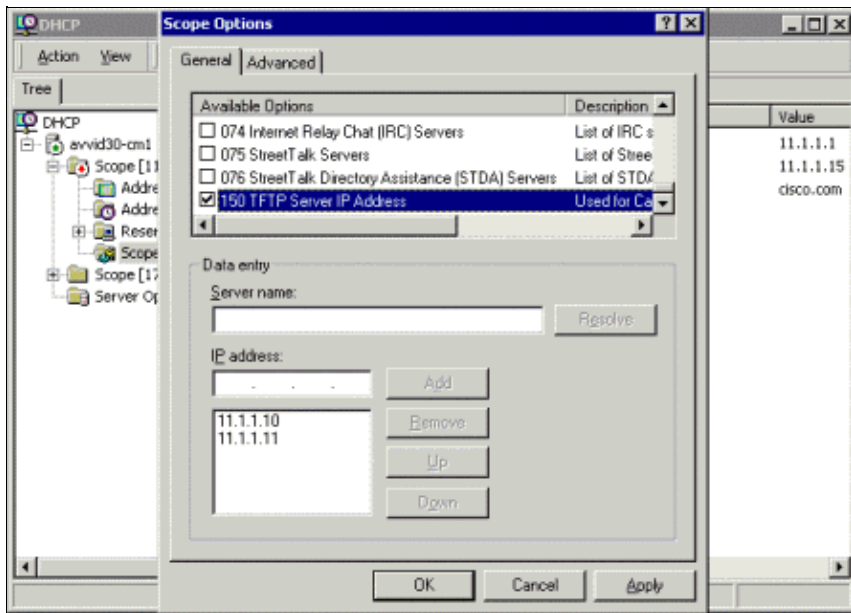 DHCP
Action View
Tree
DHCP
avvid30-cm1
Scope [11
Addre
Addre
Reser
Scope
Scope [17
Server Op
Scope Options
General
Advanced
Available Options Description
074 Internet Relay Chat (IRC) Servers List of IRC s
075 StreetTalk Servers List of Stree
076 StreetTalk Directory Assistance (STDA) Servers List of STDA
150 TFTP Server IP Address Used for Ca
Data entry
Server name:
Resolve
IP address:
. . .
Add
11.1.1.10
11.1.1.11
Remove
Up
Down
OK Cancel Apply
Value
11.1.1.1
11.1.1.15
cisco.com